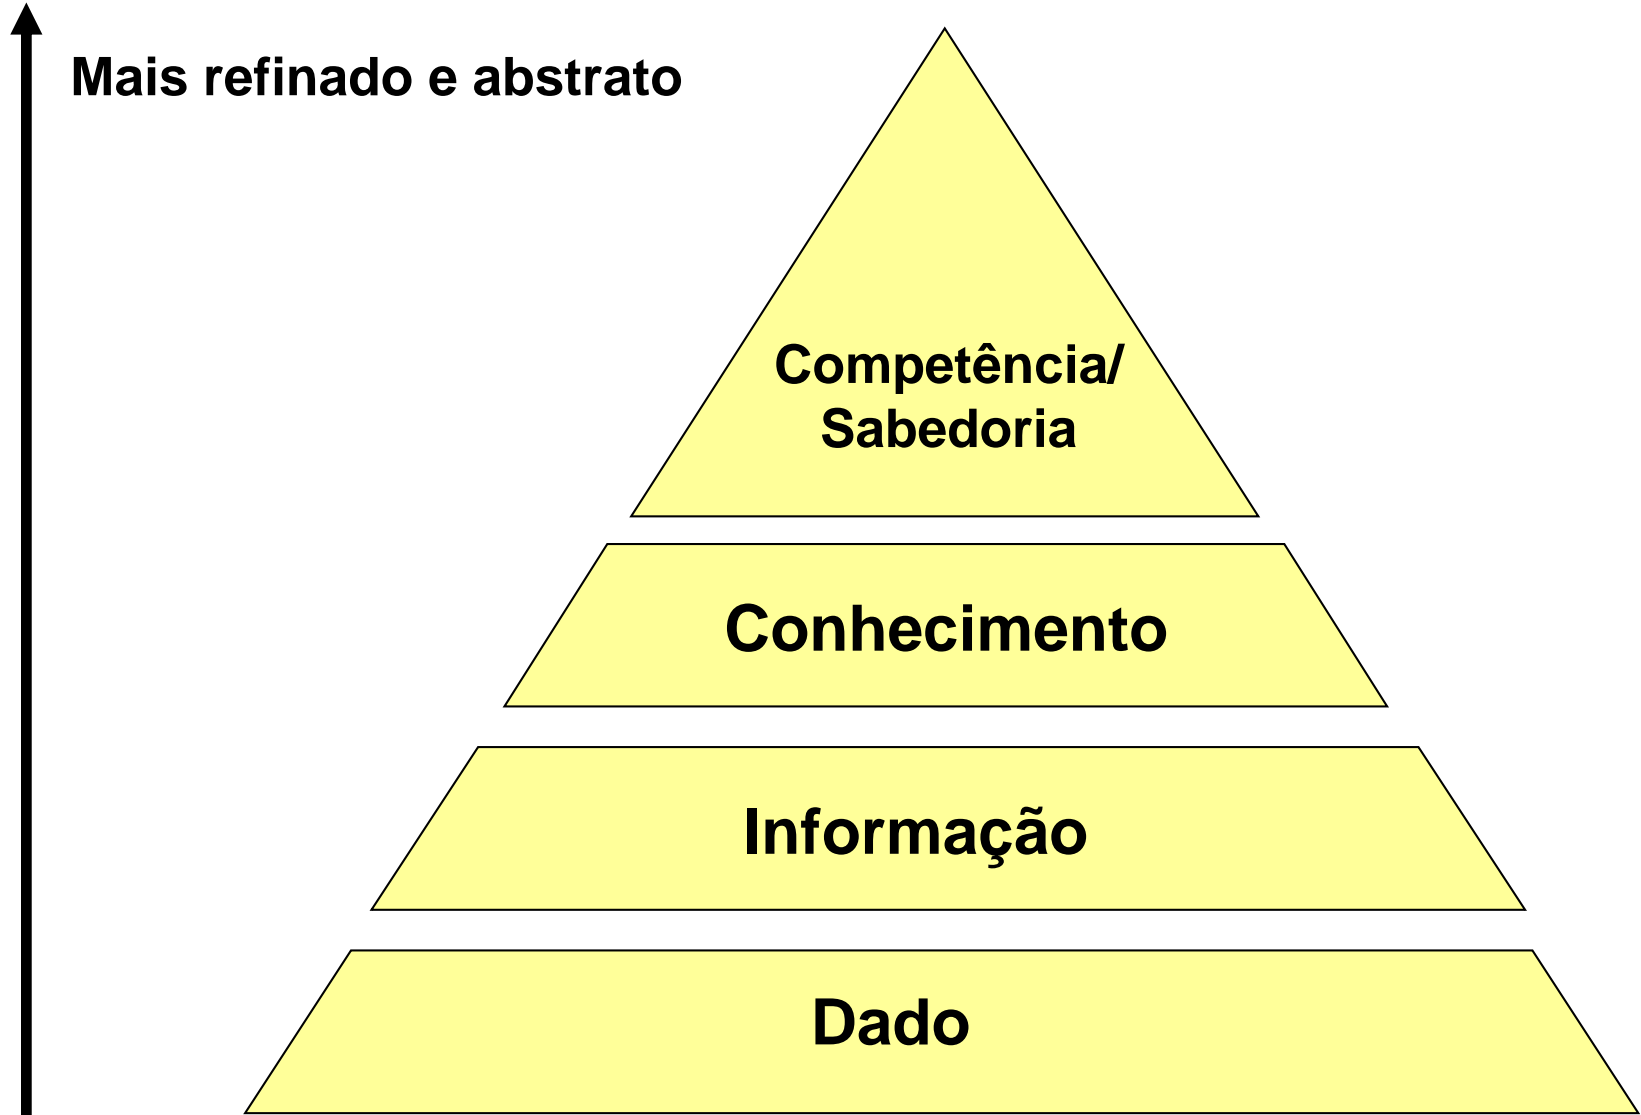 Mais refinado e abstrato
Competência/
Sabedoria
Conhecimento
Informação
Dado